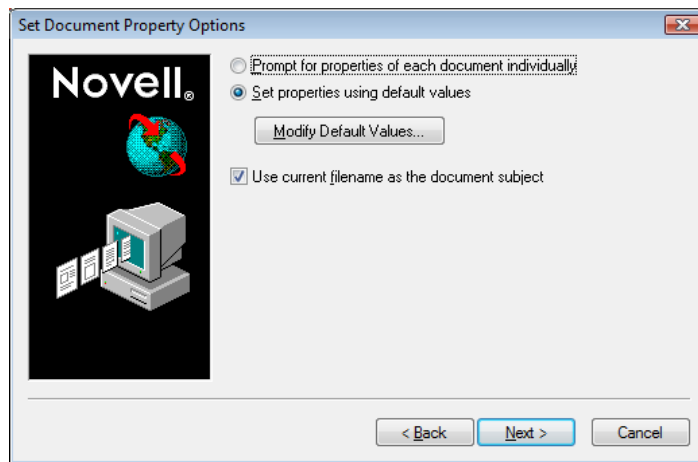 Set Document Property Options
Novell®
Prompt for properties of each document individually
Set properties using default values
Modify Default Values...
Use current filename as the document subject
< Back
Next >
Cancel